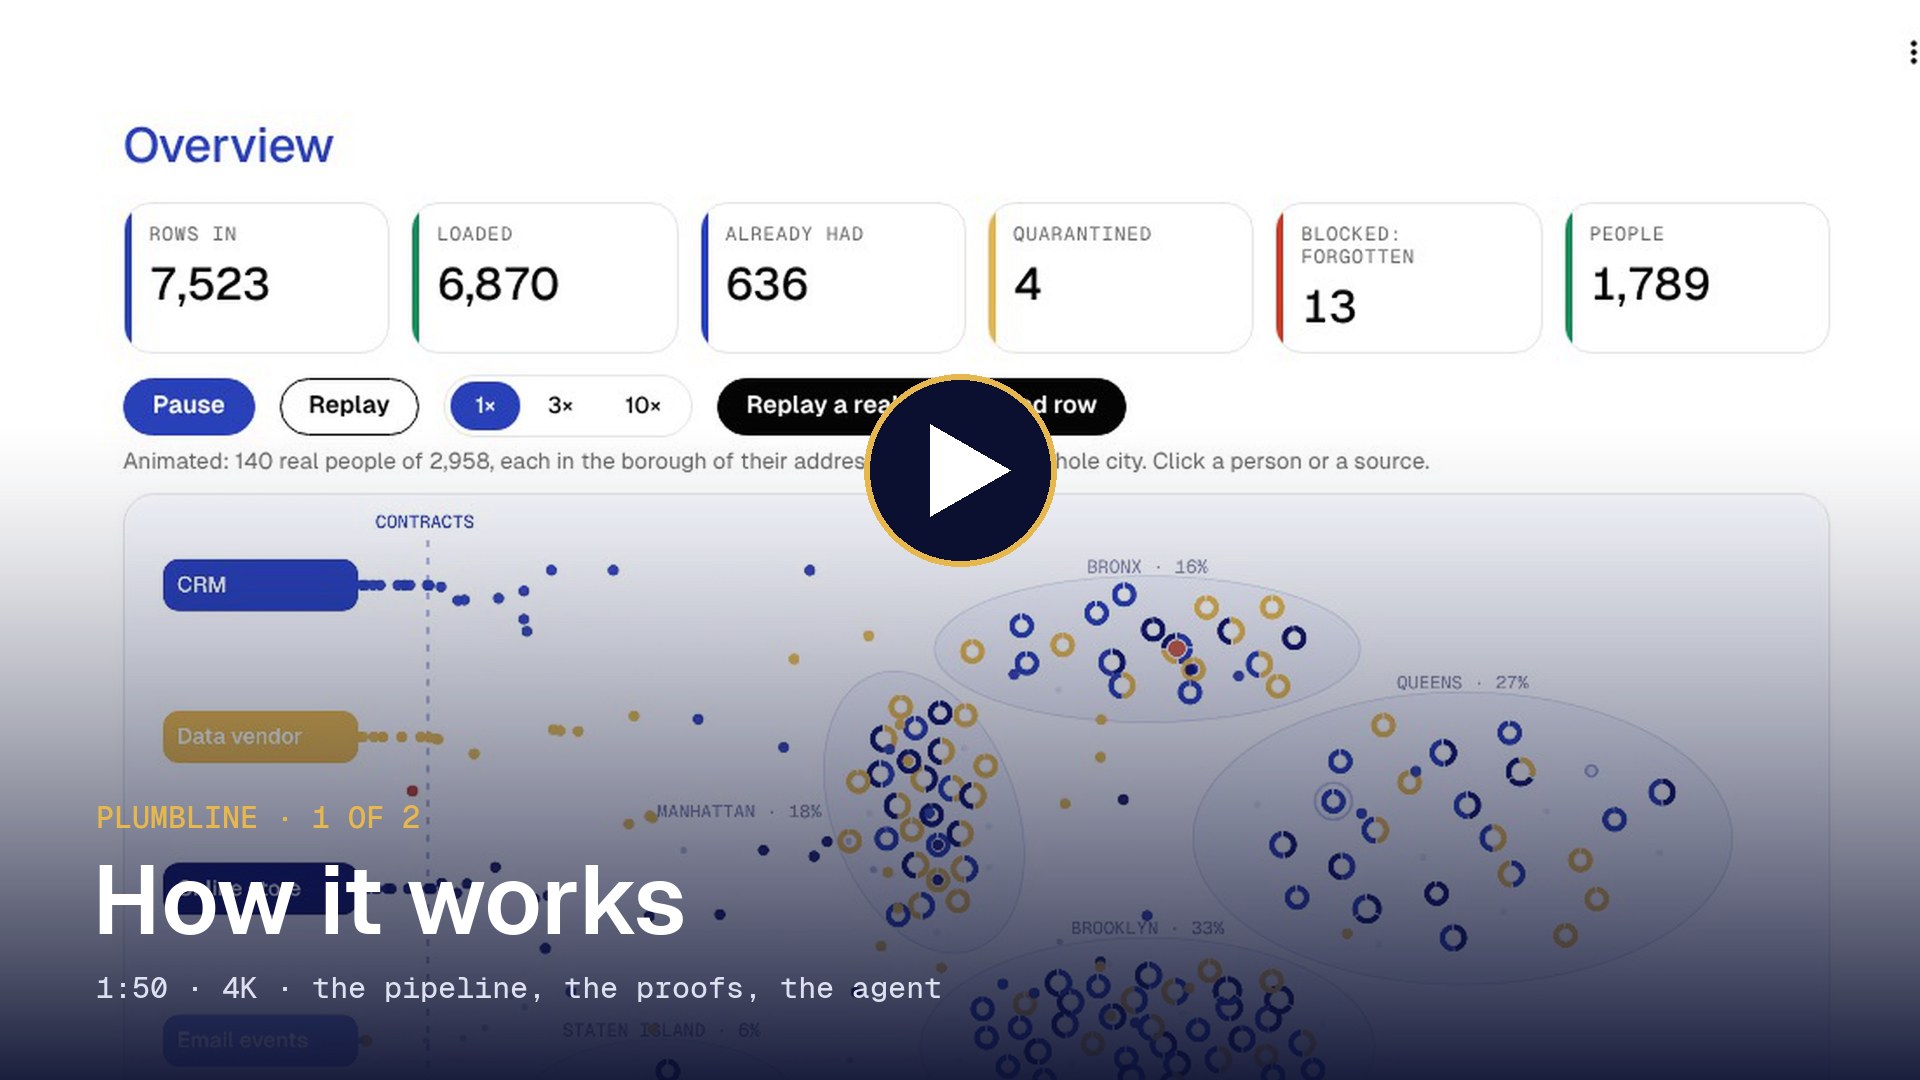 Overview
ROWS IN
7,523
LOADED
6,870
ALREADY HAD
636
QUARANTINED
4
BLOCKED:
FORGOTTEN
13
PEOPLE
1,789
Pause
Replay
1×
3×
10×
Replay a real d row
Animated: 140 real people of 2,958, each in the borough of their addres hole city. Click a person or a source.
CONTRACTS
CRM
BRONX · 16%
QUEENS · 27%
Data vendor
MANHATTAN · 18%
PLUMBLINE · 1 OF 2
How it works
BROOKLYN · 33%
1:50 · 4K · the pipeline, the proofs, the agent
STATEN ISLAND · 6%
Email events